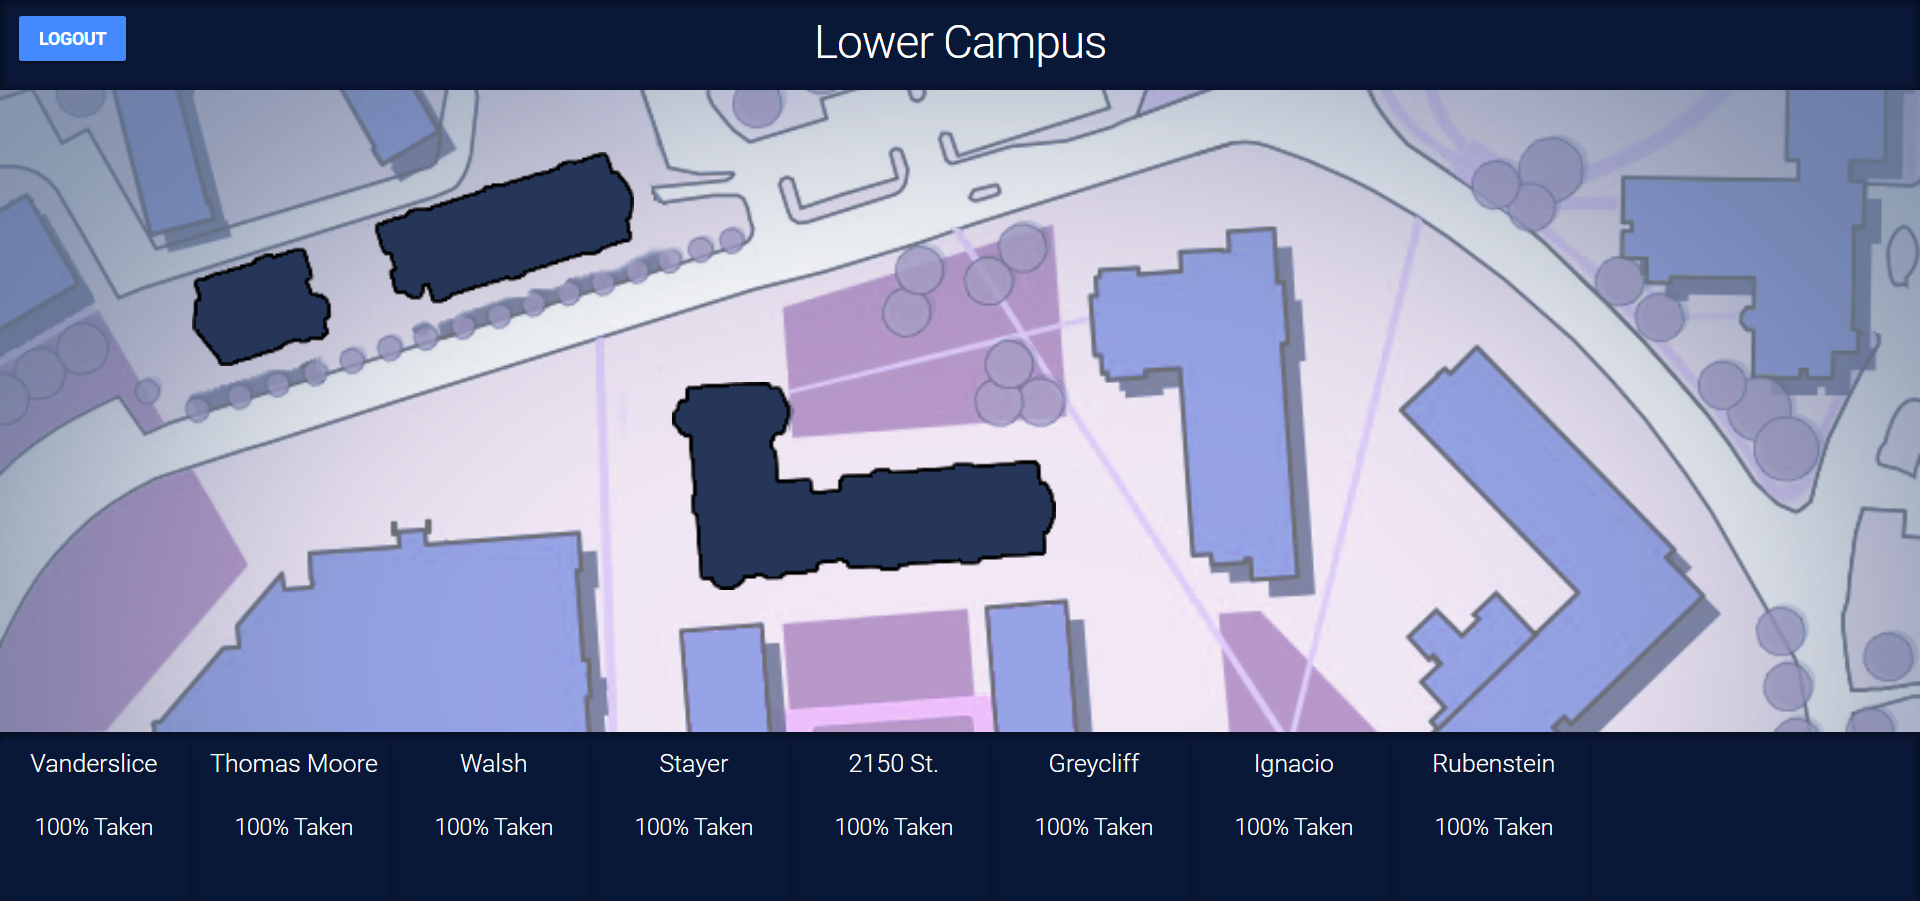 LOGOUT
Lower Campus
Vanderslice
100% Taken
Thomas Moore
100% Taken
Walsh
100% Taken
Stayer
100% Taken
2150 St.
100% Taken
Greycliff
100% Taken
Ignacio
100% Taken
Rubenstein
100% Taken